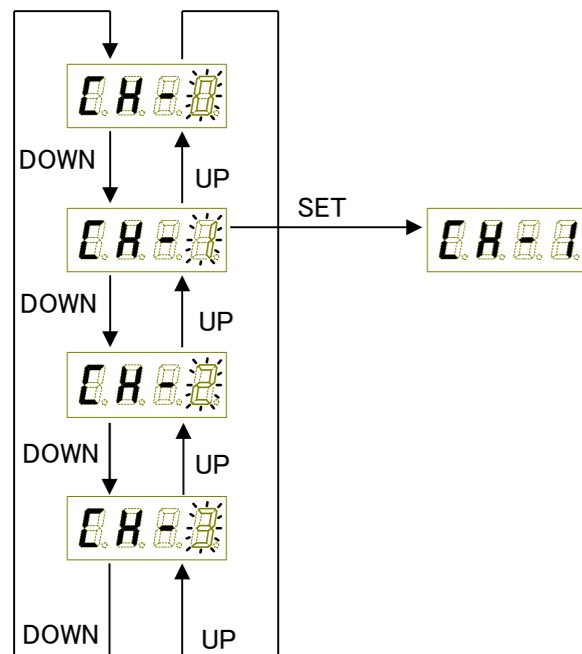 CH-0
DOWN
UP
SET
CH-1
CH-1
DOWN
UP
CH-2
DOWN
UP
CH-3
DOWN
UP